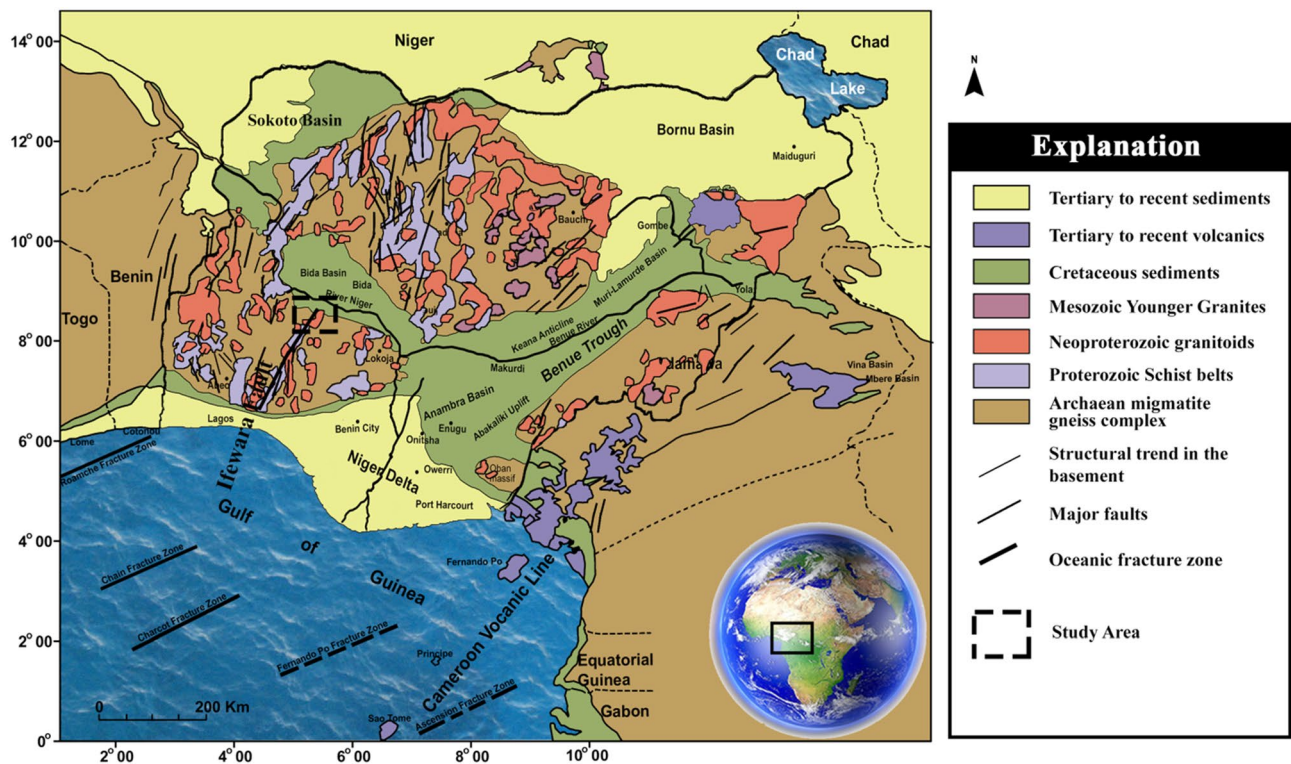 14° 00
12° 00
10° 00
8° 00
6° 00
4° 00
2° 00
0°
2° 00
4° 00
6° 00
8° 00
10° 00
Niger
Chad
Chad
Lake
Sokoto Basin
Bornu Basin
Maiduguri
Bauchi
Gombe
Benin
Togo
Bida Basin
Bida
River Niger
Muri-Lamurde Basin
Yola
Keana Anticline
Benue River
Benue Trough
Lokoja
Makurdi
Vina Basin
Mbere Basin
Anambra Basin
Abakaliki Uplift
Lagos
Benin City
Enugu
Onitsha
Ifewara Fault
Lome
Cotonou
Roamche Fracture Zone
Niger Delta
Owerri
Oban
massif
Port Harcourt
Gulf
of
Guinea
Chain Fracture Zone
Charcot Fracture Zone
Fernando Po
Fernando Po Fracture Zone
Principe
Cameroon Vocanic Line
Ascension Fracture Zone
Sao Tome
Equatorial
Guinea
Gabon
200 Km
0
N
Explanation
Tertiary to recent sediments
Tertiary to recent volcanics
Cretaceous sediments
Mesozoic Younger Granites
Neoproterozoic granitoids
Proterozoic Schist belts
Archaean migmatite
gneiss complex
Structural trend in the
basement
Major faults
Oceanic fracture zone
Study Area